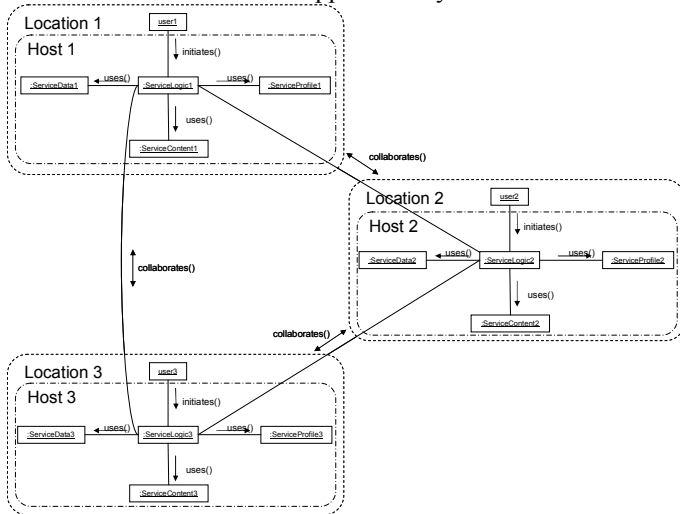 Location 1
user1
Host 1
initiates()
uses()
uses()
:ServiceData1
:ServiceLogic1
:ServiceProfile1
uses()
:ServiceContent1
collaborates()
Location 2
user2
Host 2
initiates()
uses()
uses()
:ServiceData2
:ServiceLogic2
:ServiceProfile2
collaborates()
uses()
:ServiceContent2
collaborates()
Location 3
user3
Host 3
initiates()
uses()
uses()
:ServiceData3
:ServiceLogic3
:ServiceProfile3
uses()
:ServiceContent3